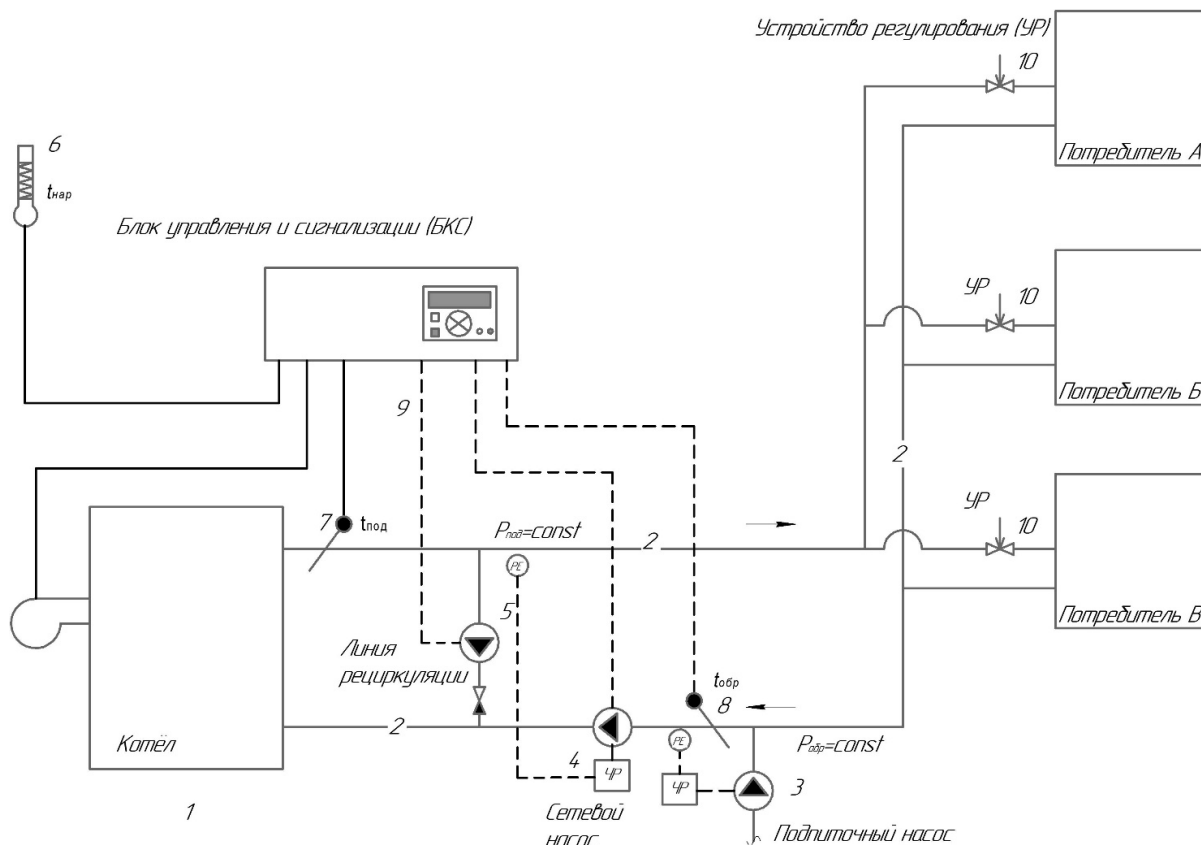 Устройство регулирования (УР)
10
Потребитель А
6
tнар
Блок управления и сигнализации (БКС)
УР
10
Потребитель Б
9
2
УР
10
7
tпод
Pпод=const
2
PE
5
Потребитель В
Линия
рециркуляции
tобр
8
2
PE
Pобр=const
Котёл
4
ЧР
ЧР
3
1
Сетевой
насос
Подпиточный насос